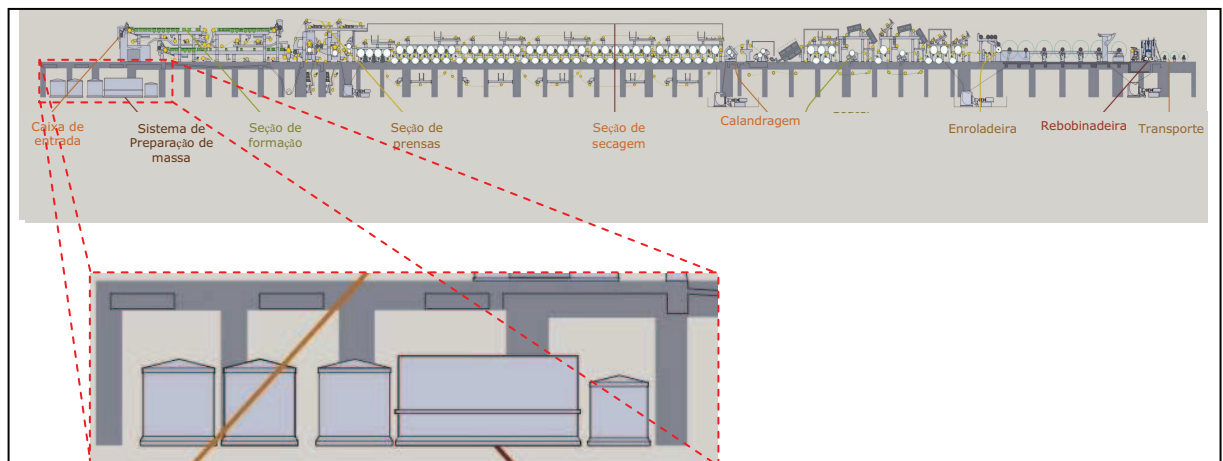 Caixa de
entrada
Sistema de
Preparação de
massa
Seção de
formação
Seção de
prensas
Seção de
secagem
Calandragem
Enroladeira
Rebobinadeira
Transporte